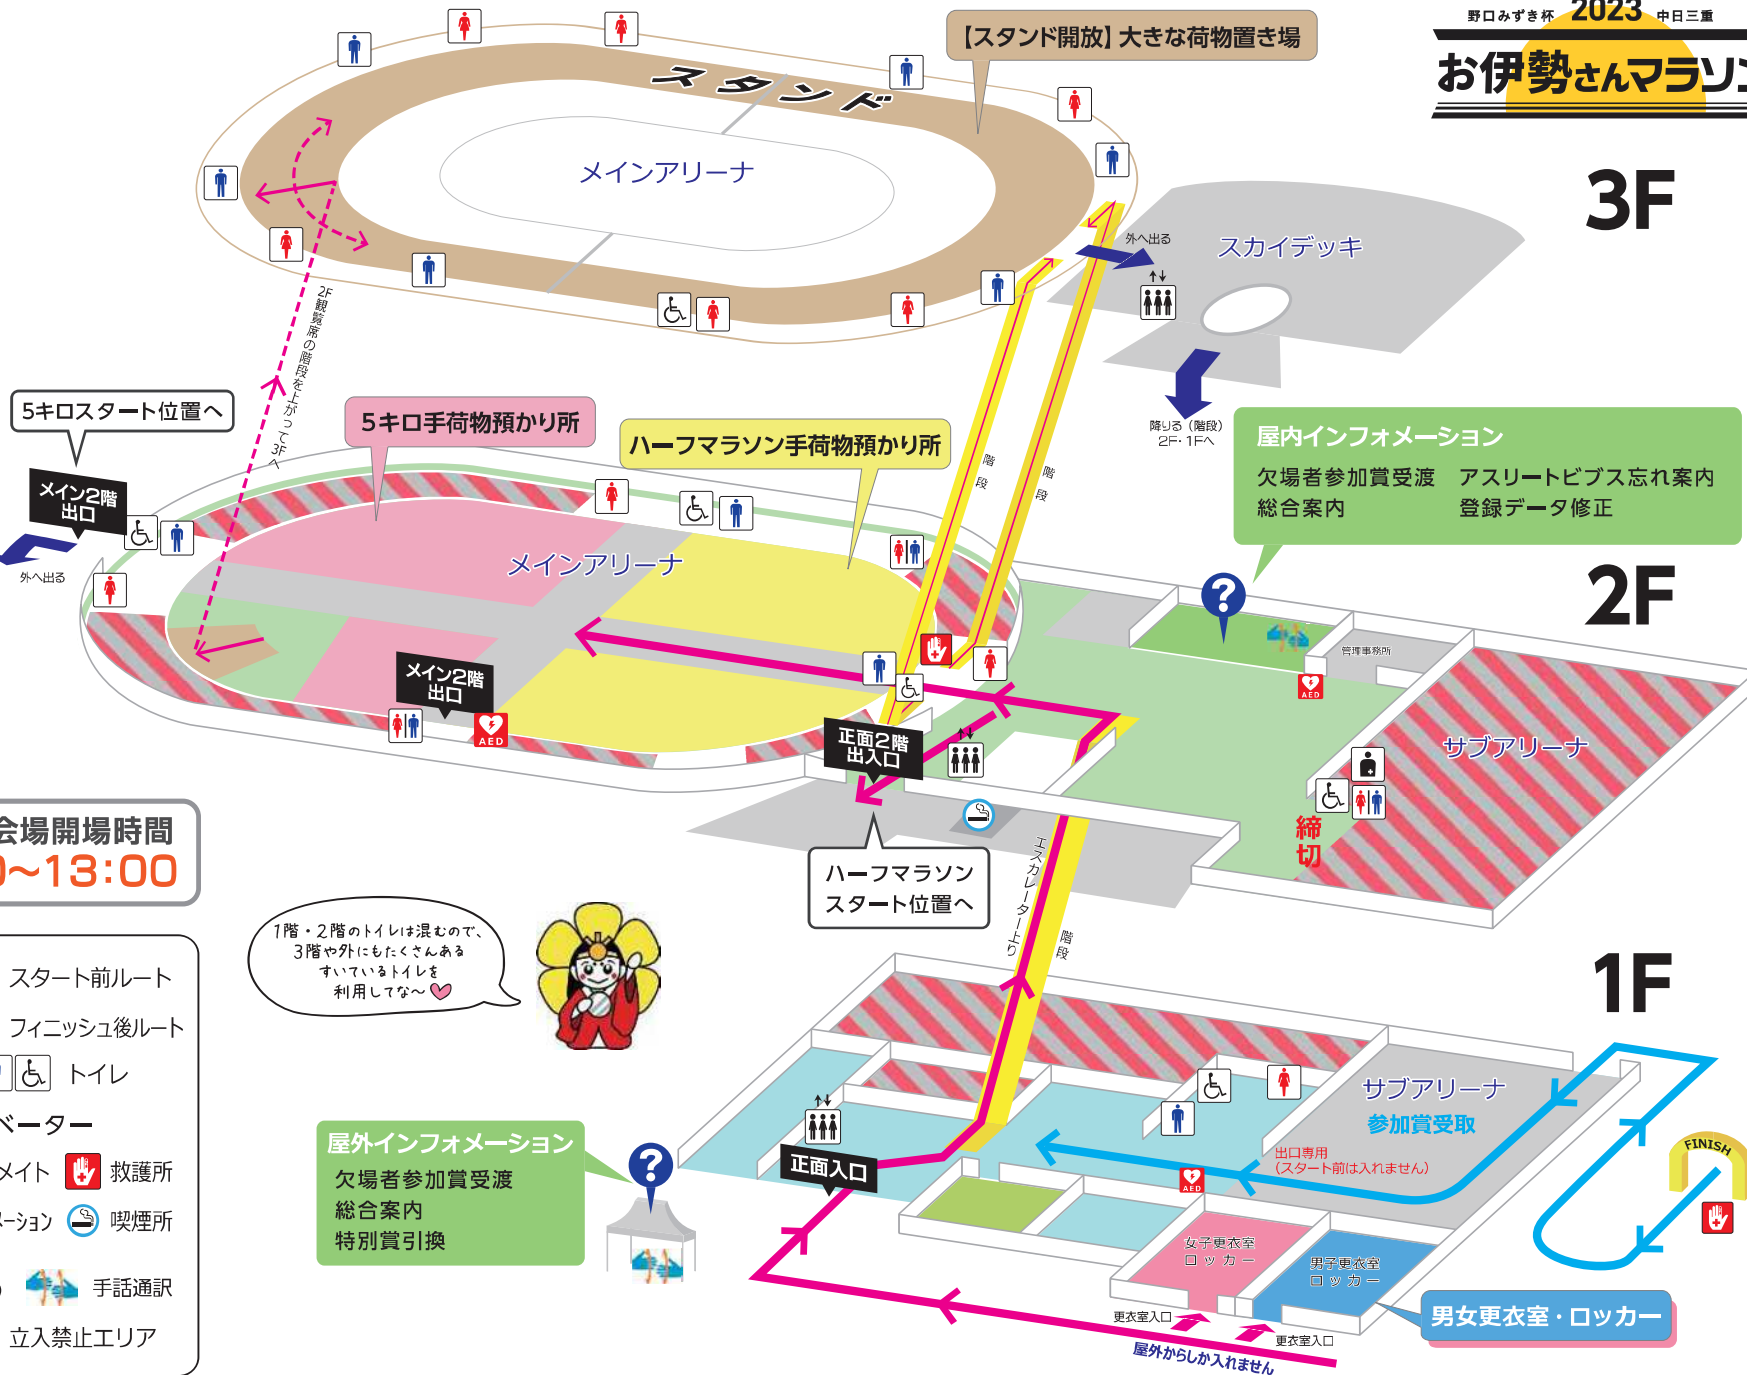 野口みずき杯 2023 中日三重
お伊勢さんマラソン
【スタンド開放】大きな荷物置き場
スタンド
メインアリーナ
3F
外へ出る
スカイデッキ
降りる（階段）
2F・1Fへ
2F観覧席の階段を上がって3Fへ
5キロスタート位置へ
5キロ手荷物預かり所
ハーフマラソン手荷物預かり所
階段
階段
屋内インフォメーション
欠場者参加賞受渡 アスリートビブス忘れ案内
総合案内 登録データ修正
メイン2階
出口
外へ出る
メインアリーナ
2F
管理事務所
AED
メイン2階
出口
AED
正面2階
出入口
サブアリーナ
締切
会場開場時間
0〜13:00
ハーフマラソン
スタート位置へ
エスカレーター上り
階段
1階・2階のトイレは混むので、
3階や外にもたくさんある
すいているトイレを
利用してな〜
1F
スタート前ルート
フィニッシュ後ルート
トイレ
ベーター
メイト 救護所
ーション 喫煙所
手話通訳
立入禁止エリア
サブアリーナ
参加賞受取
出口専用
（スタート前は入れません）
FINISH
屋外インフォメーション
欠場者参加賞受渡
総合案内
特別賞引換
正面入口
AED
女子更衣室
ロッカー
男子更衣室
ロッカー
男女更衣室・ロッカー
更衣室入口
更衣室入口
屋外からしか入れません